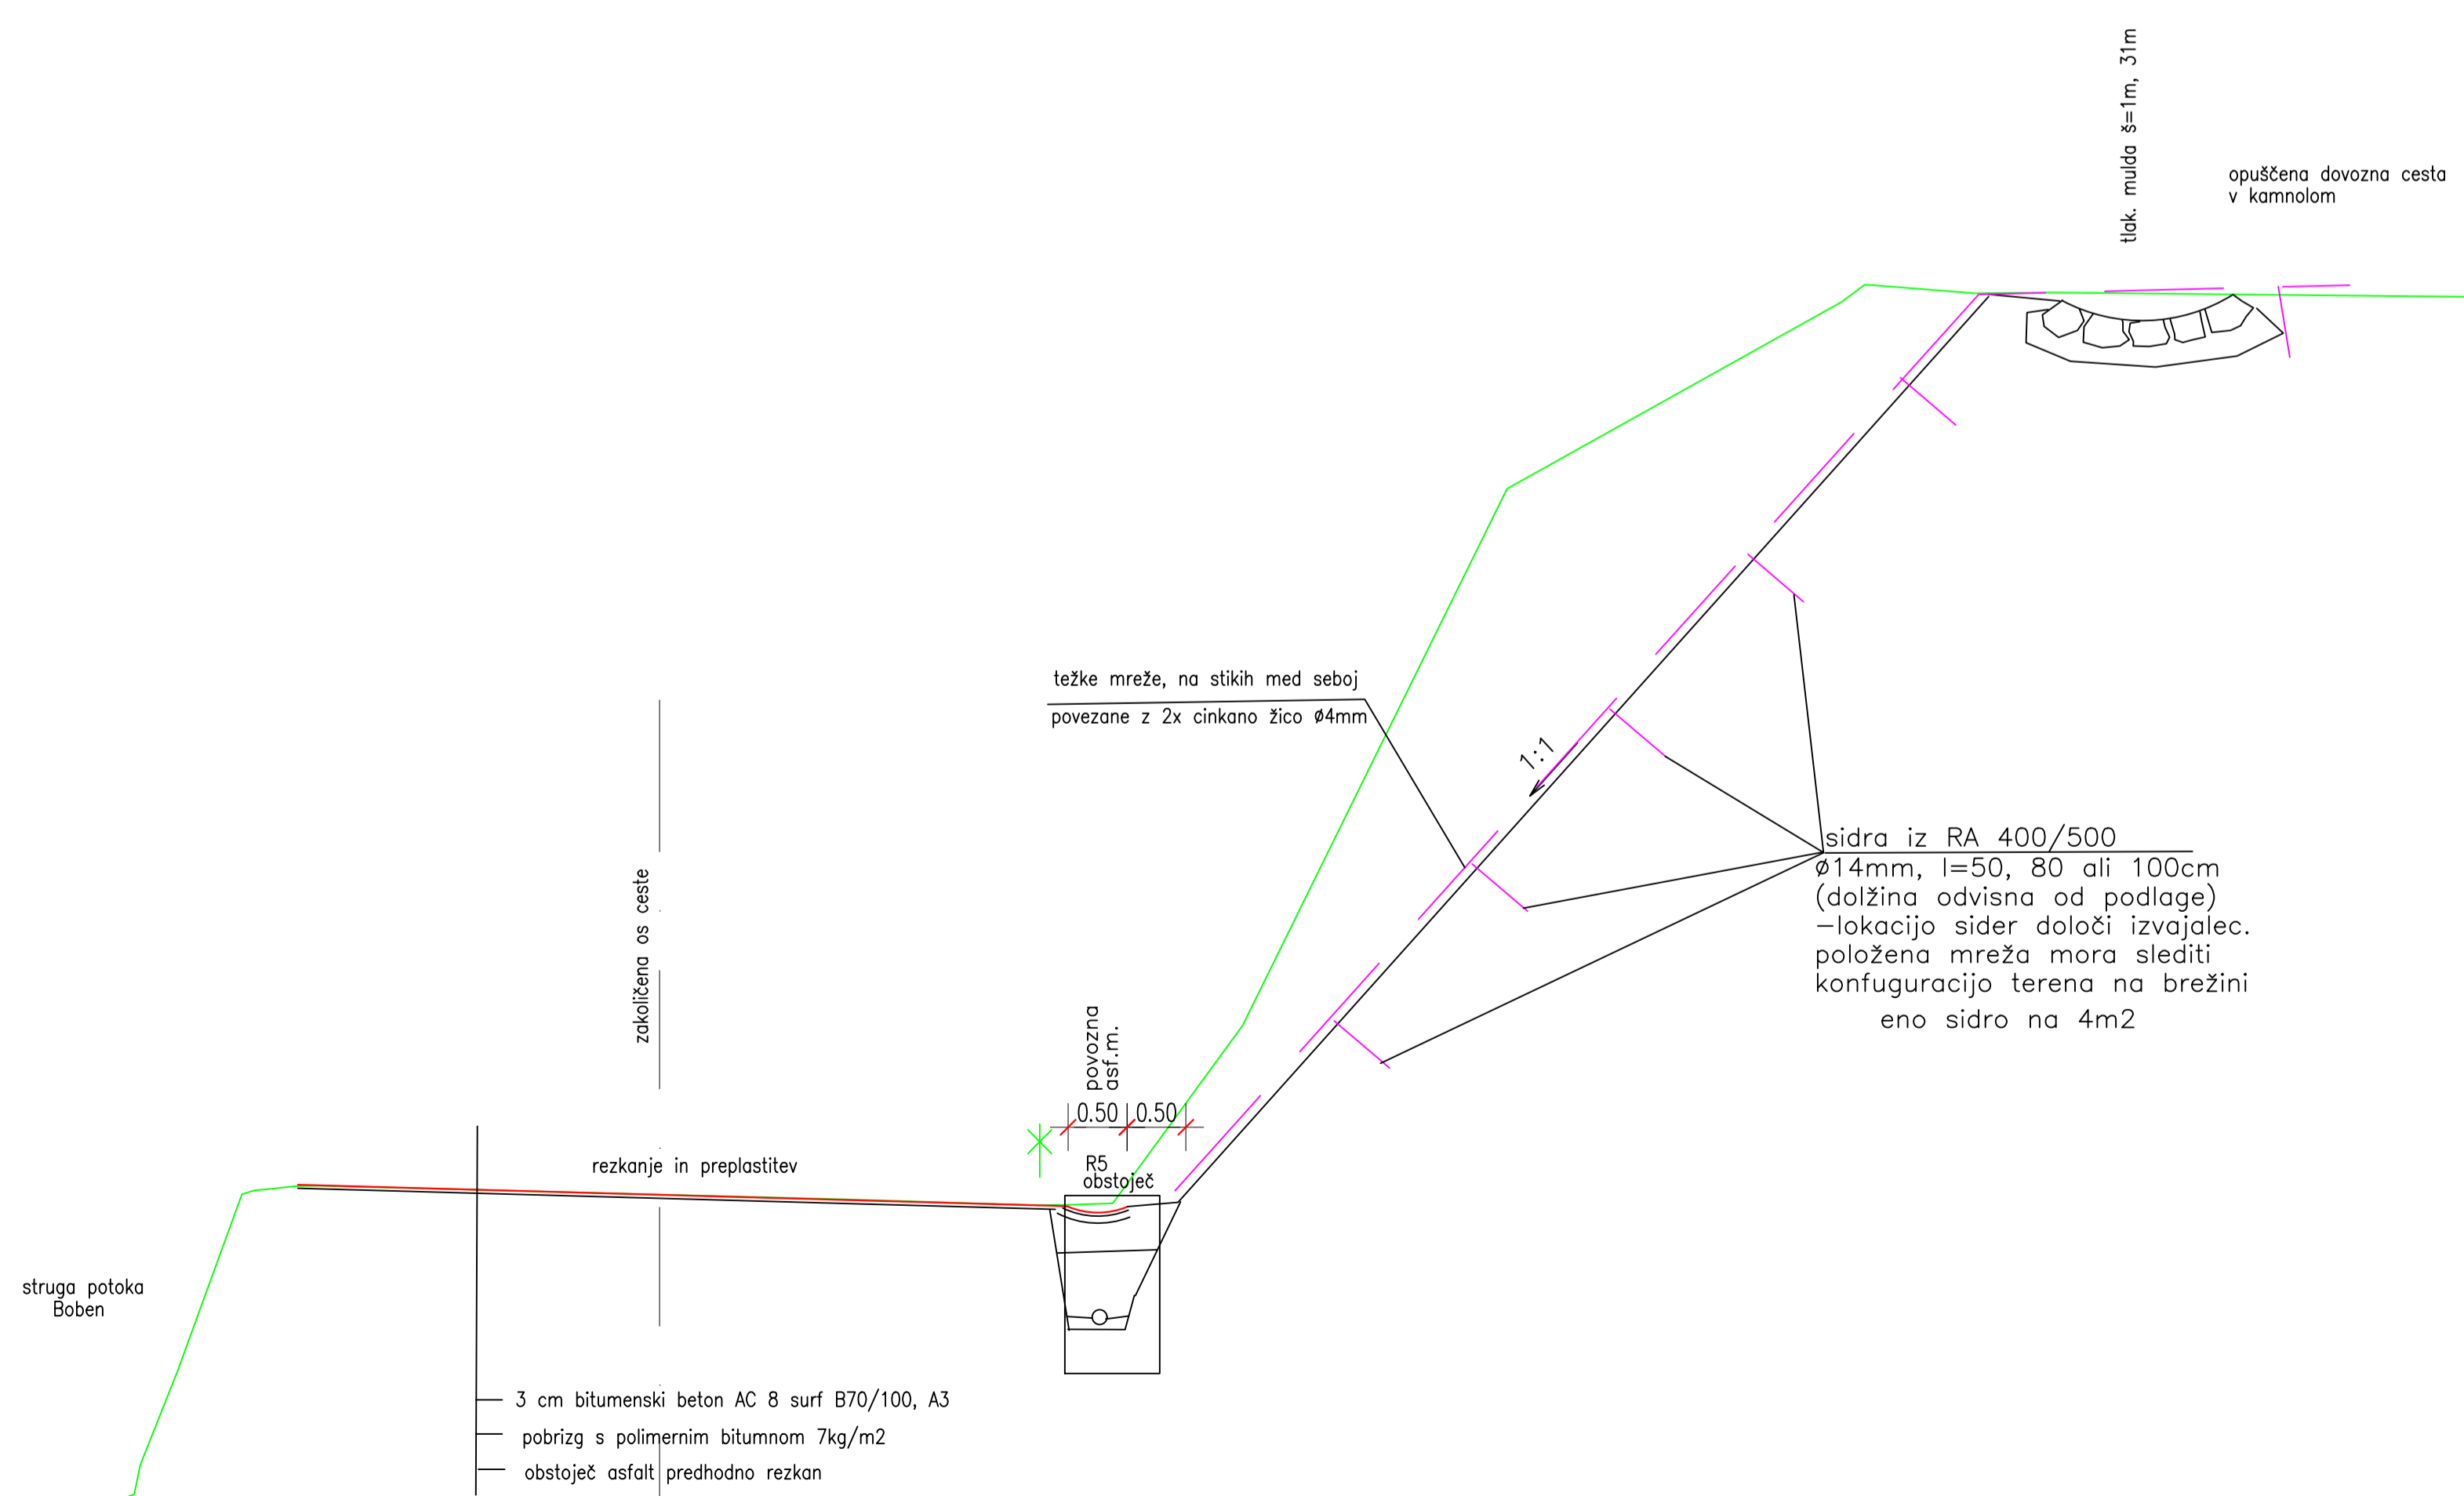 tlak. mulda š=1m, 31m
opuščena dovozna cesta
v kamnolom
težke mreže, na stikih med seboj
povezane z 2x cinkano žico ø4mm
1:1
sidra iz RA 400/500
ø14mm, l=50, 80 ali 100cm
(dolžina odvisna od podlage)
-lokacijo sider določi izvajalec.
položena mreža mora slediti
konfuguracijo terena na brežini
eno sidro na 4m2
zakoličena os ceste
povozna
asf.m.
0.50 0.50
R5
obstoječ
rezkanje in preplastitev
struga potoka
Boben
3 cm bitumenski beton AC 8 surf B70/100, A3
pobrizg s polimernim bitumnom 7kg/m2
obstoječ asfalt predhodno rezkan